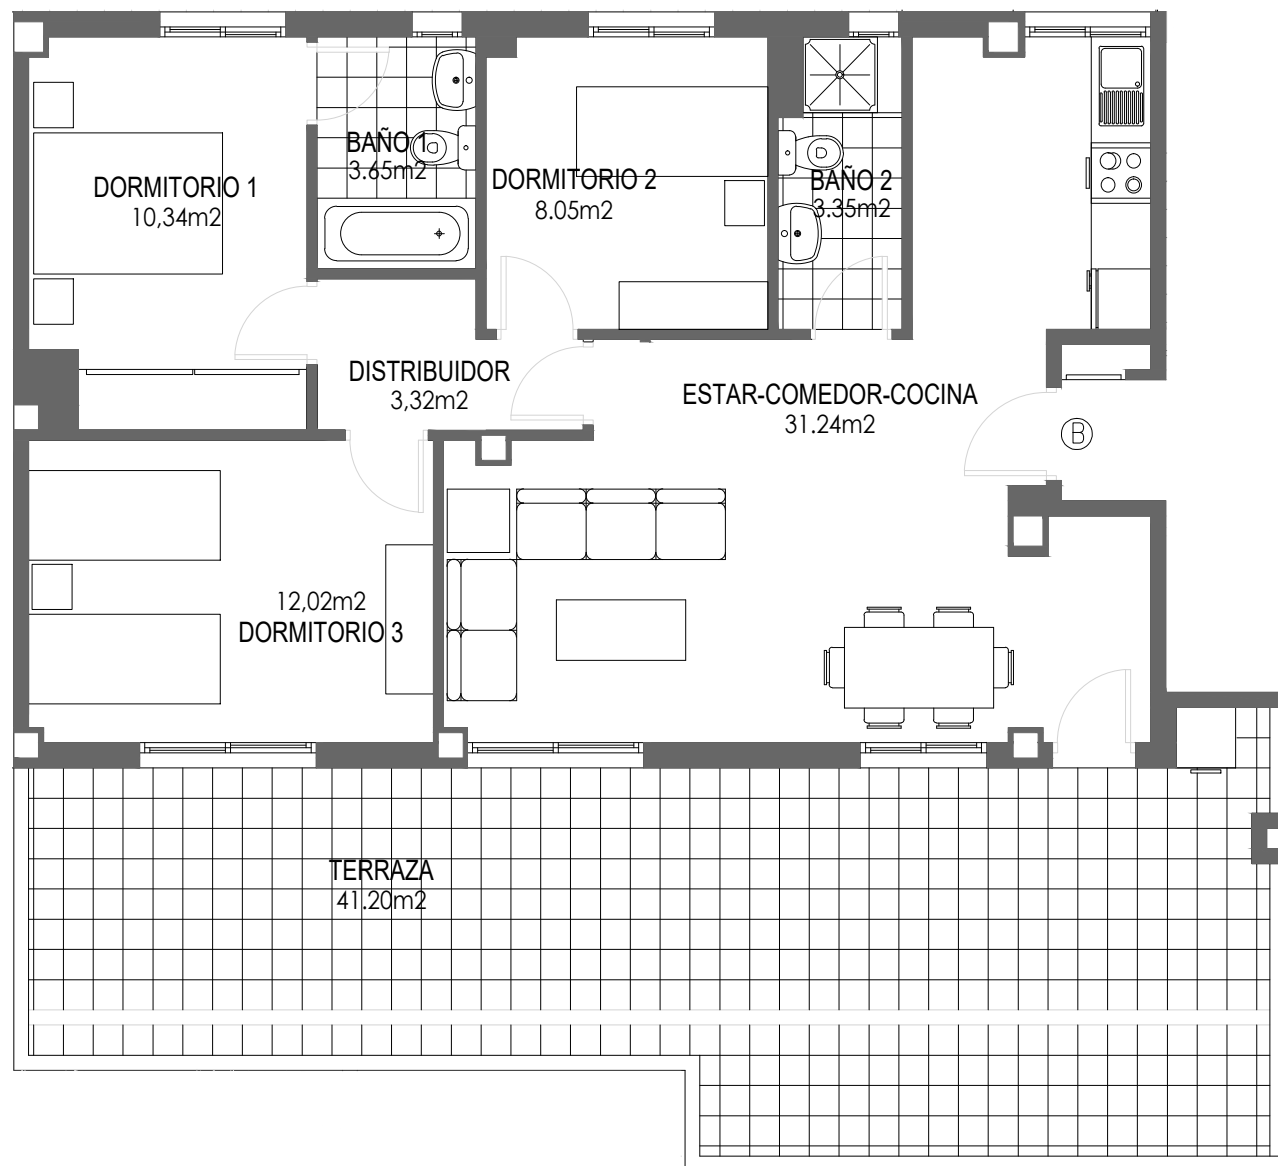 BAÑO 1
3.65m2
DORMITORIO 1
10,34m2
DORMITORIO 2
8.05m2
BAÑO 2
3.35m2
DISTRIBUIDOR
3,32m2
ESTAR-COMEDOR-COCINA
31.24m2
B
12,02m2
DORMITORIO 3
TERRAZA
41.20m2